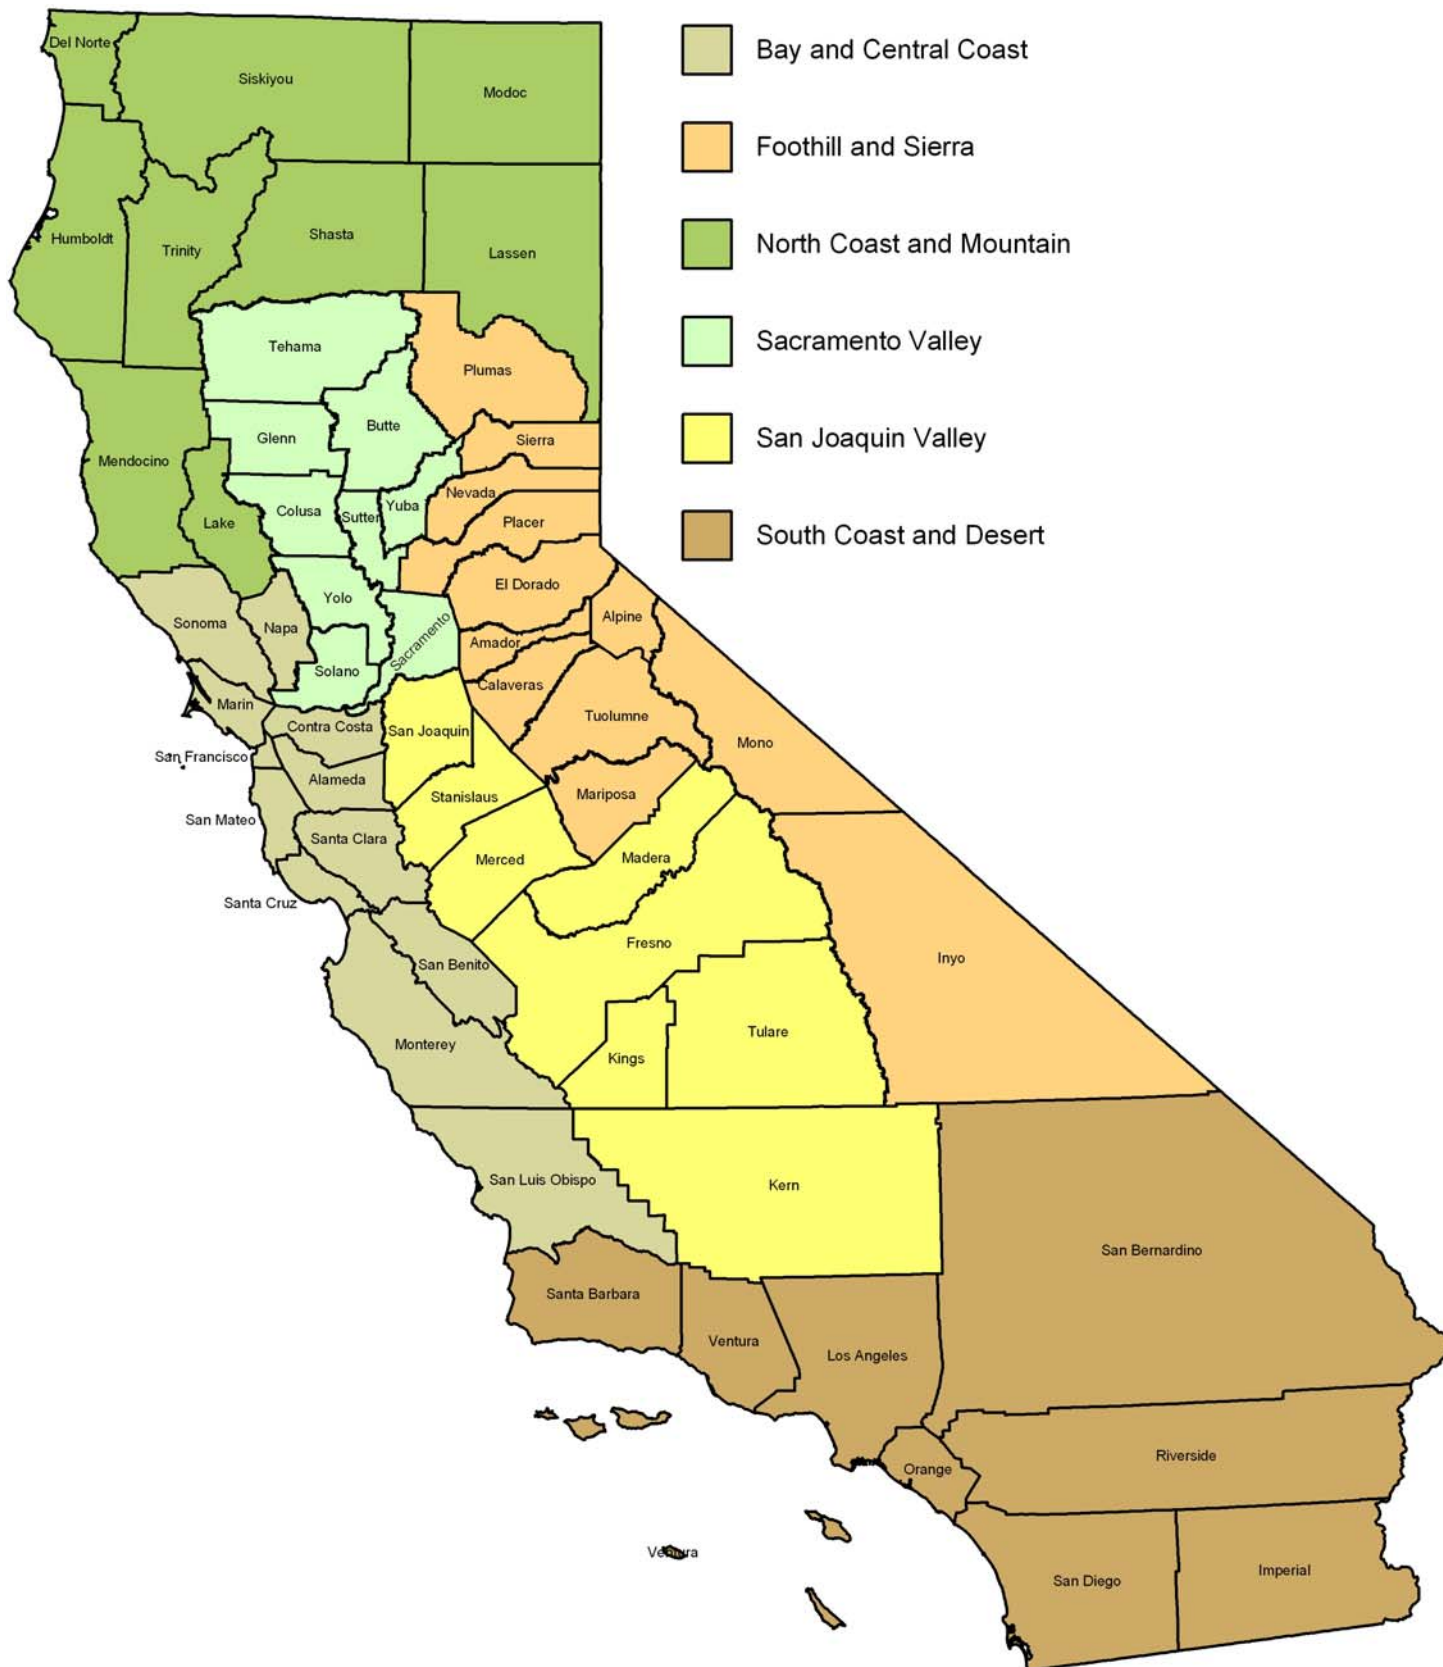 Del Norte
Siskiyou
Modoc
Bay and Central Coast
Foothill and Sierra
North Coast and Mountain
Sacramento Valley
San Joaquin Valley
South Coast and Desert
Humboldt
Trinity
Shasta
Lassen
Tehama
Plumas
Butte
Glenn
Sierra
Mendocino
Nevada
Yuba
Colusa
Sutter
Lake
Placer
El Dorado
Yolo
Alpine
Sonoma
Napa
Sacramento
Amador
Solano
Calaveras
Marin
Tuolumne
Contra Costa
San Joaquin
Mono
San Francisco
Alameda
Stanislaus
Mariposa
San Mateo
Santa Clara
Merced
Madera
Santa Cruz
Fresno
Inyo
San Benito
Tulare
Monterey
Kings
San Luis Obispo
Kern
San Bernardino
Santa Barbara
Ventura
Los Angeles
Riverside
Orange
Ventura
San Diego
Imperial